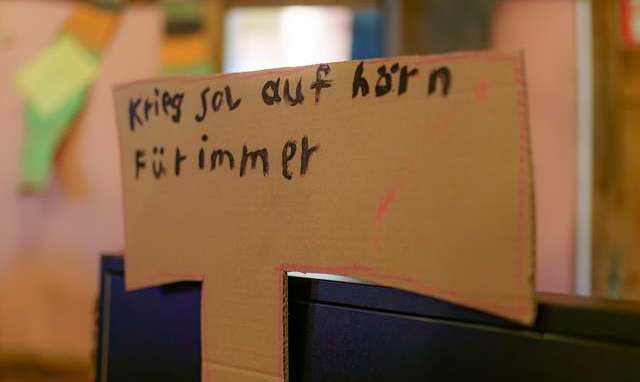 Krieg sol auf hörn
Für immer